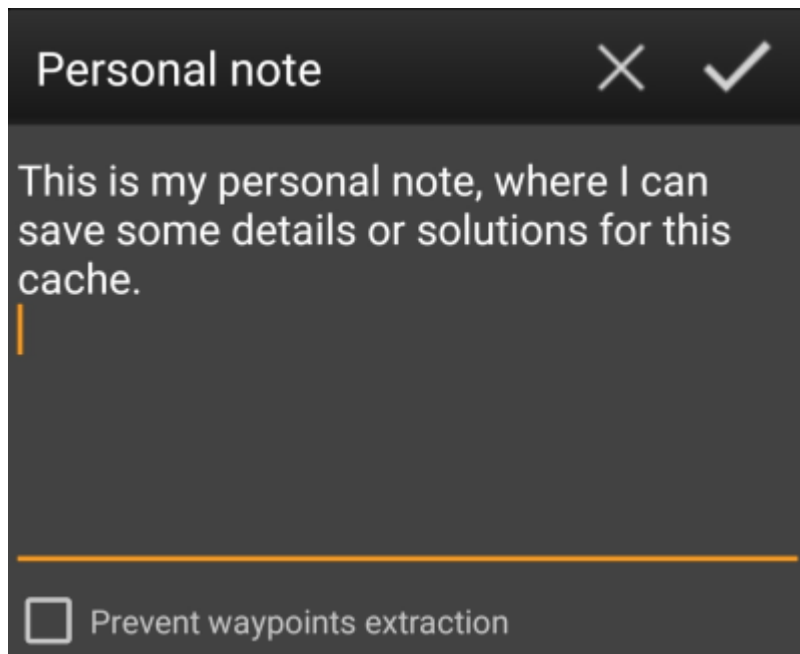 Personal note
This is my personal note, where I can
save some details or solutions for this
cache.
Prevent waypoints extraction